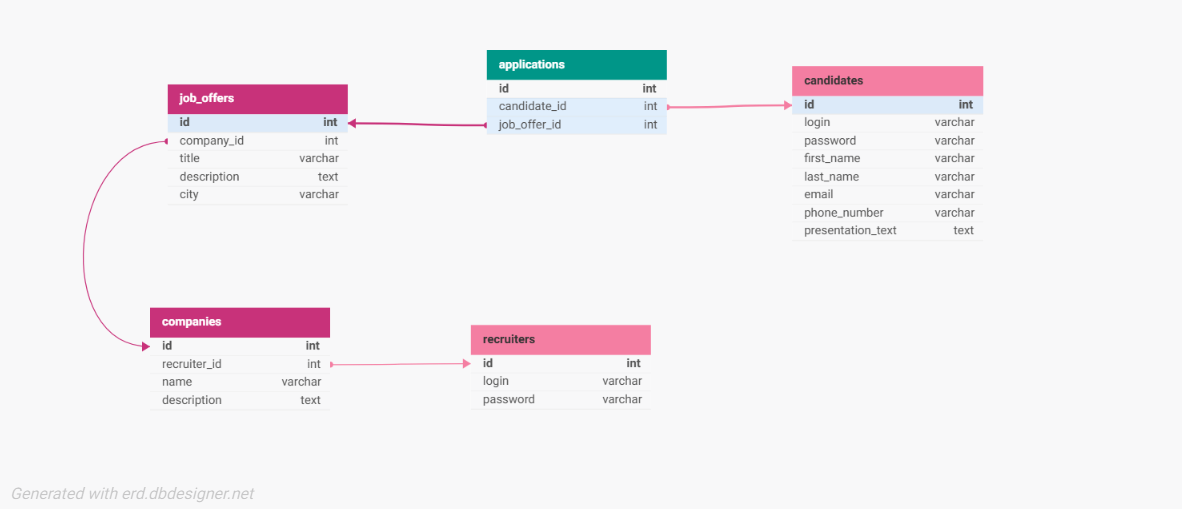 job_offers
id int
company_id int
title varchar
description text
city varchar
applications
id int
candidate_id int
job_offer_id int
candidates
id int
login varchar
password varchar
first_name varchar
last_name varchar
email varchar
phone_number varchar
presentation_text text
companies
id int
recruiter_id int
name varchar
description text
recruiters
id int
login varchar
password varchar
Generated with erd.dbdesigner.net